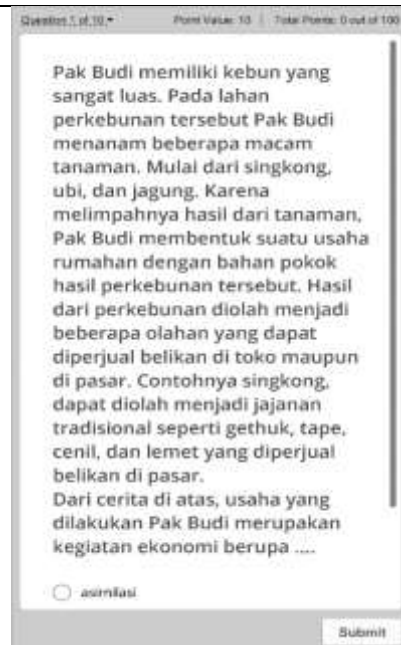 Question 1 of 10
Point Value: 10 | Total Points: 0 out of 100
Pak Budi memiliki kebun yang
sangat luas. Pada lahan
perkebunan tersebut Pak Budi
menanam beberapa macam
tanaman. Mulai dari singkong,
ubi, dan jagung. Karena
melimpahnya hasil dari tanaman,
Pak Budi membentuk suatu usaha
rumahan dengan bahan pokok
hasil perkebunan tersebut. Hasil
dari perkebunan diolah menjadi
beberapa olahan yang dapat
diperjual belikan di toko maupun
di pasar. Contohnya singkong,
dapat diolah menjadi jajanan
tradisional seperti gethuk, tape,
cenil, dan lemet yang diperjual
belikan di pasar.
Dari cerita di atas, usaha yang
dilakukan Pak Budi merupakan
kegiatan ekonomi berupa ....
asimilasi
Submit